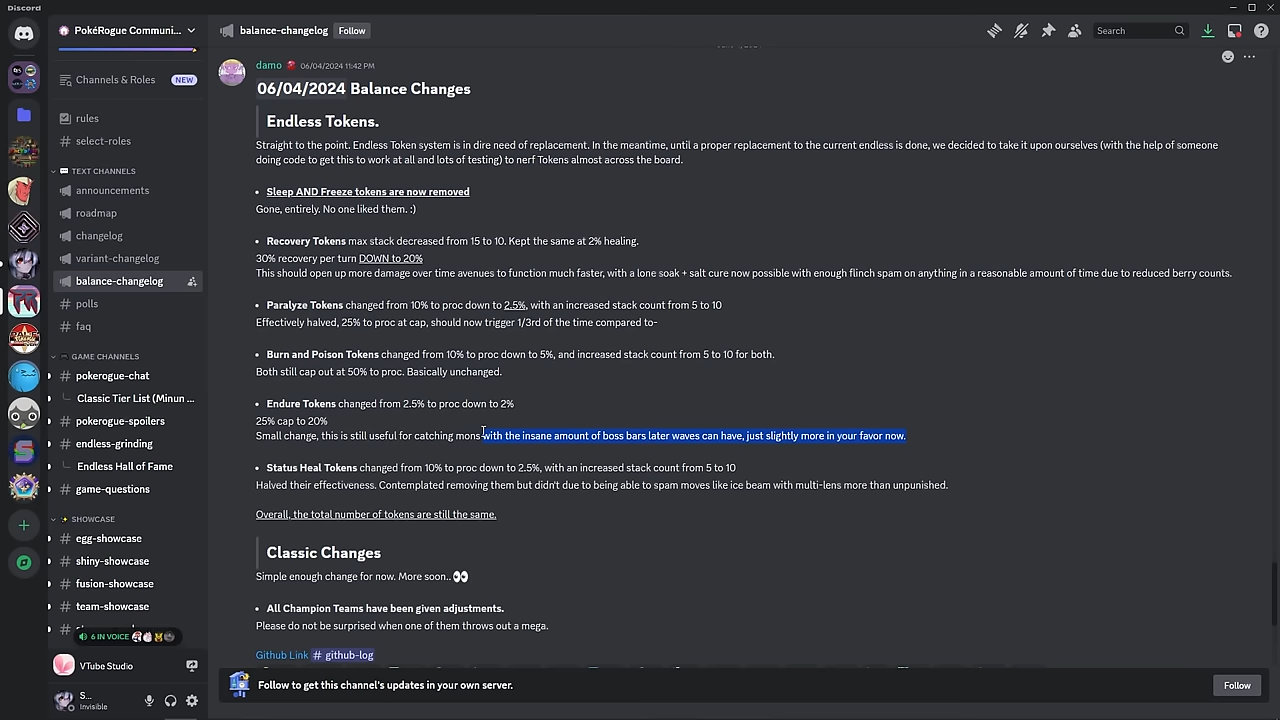 Discord
PokéRogue Communi...
balance-changelog
Follow
Search
Channels & Roles
NEW
rules
select-roles
TEXT CHANNELS
announcements
roadmap
changelog
variant-changelog
balance-changelog
polls
faq
GAME CHANNELS
pokerogue-chat
Classic Tier List (Minun ...
pokerogue-spoilers
endless-grinding
Endless Hall of Fame
game-questions
SHOWCASE
egg-showcase
shiny-showcase
fusion-showcase
team-showcase
6 IN VOICE
VTube Studio
S...
Invisible
damo 06/04/2024 11:42 PM
06/04/2024 Balance Changes
Endless Tokens.
Straight to the point. Endless Token system is in dire need of replacement. In the meantime, until a proper replacement to the current endless is done, we decided to take it upon ourselves (with the help of someone
doing code to get this to work at all and lots of testing) to nerf Tokens almost across the board.
• Sleep AND Freeze tokens are now removed
Gone, entirely. No one liked them. :)
• Recovery Tokens max stack decreased from 15 to 10. Kept the same at 2% healing.
30% recovery per turn DOWN to 20%
This should open up more damage over time avenues to function much faster, with a lone soak + salt cure now possible with enough flinch spam on anything in a reasonable amount of time due to reduced berry counts.
• Paralyze Tokens changed from 10% to proc down to 2.5%, with an increased stack count from 5 to 10
Effectively halved, 25% to proc at cap, should now trigger 1/3rd of the time compared to-
• Burn and Poison Tokens changed from 10% to proc down to 5%, and increased stack count from 5 to 10 for both.
Both still cap out at 50% to proc. Basically unchanged.
• Endure Tokens changed from 2.5% to proc down to 2%
25% cap to 20%
Small change, this is still useful for catching mons with the insane amount of boss bars later waves can have, just slightly more in your favor now.
• Status Heal Tokens changed from 10% to proc down to 2.5%, with an increased stack count from 5 to 10
Halved their effectiveness. Contemplated removing them but didn't due to being able to spam moves like ice beam with multi-lens more than unpunished.
Overall, the total number of tokens are still the same.
Classic Changes
Simple enough change for now. More soon.. 👀
• All Champion Teams have been given adjustments.
Please do not be surprised when one of them throws out a mega.
Github Link # github-log
Follow to get this channel's updates in your own server.
Follow